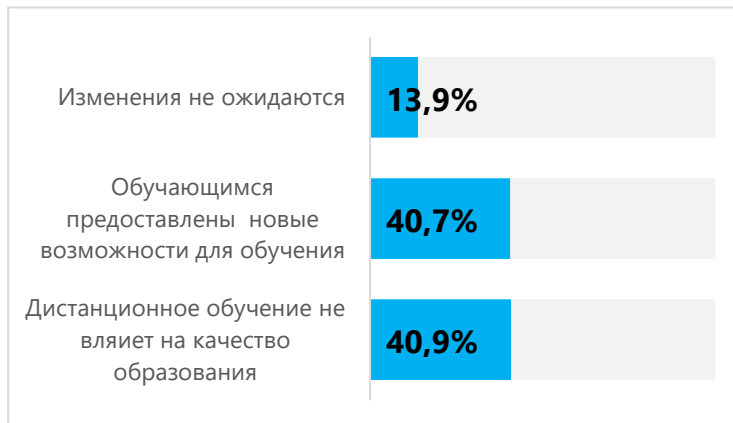 Изменения не ожидаются
13,9%
Обучающимся
предоставлены новые
возможности для обучения
40,7%
Дистанционное обучение не
вляиет на качество
образования
40,9%